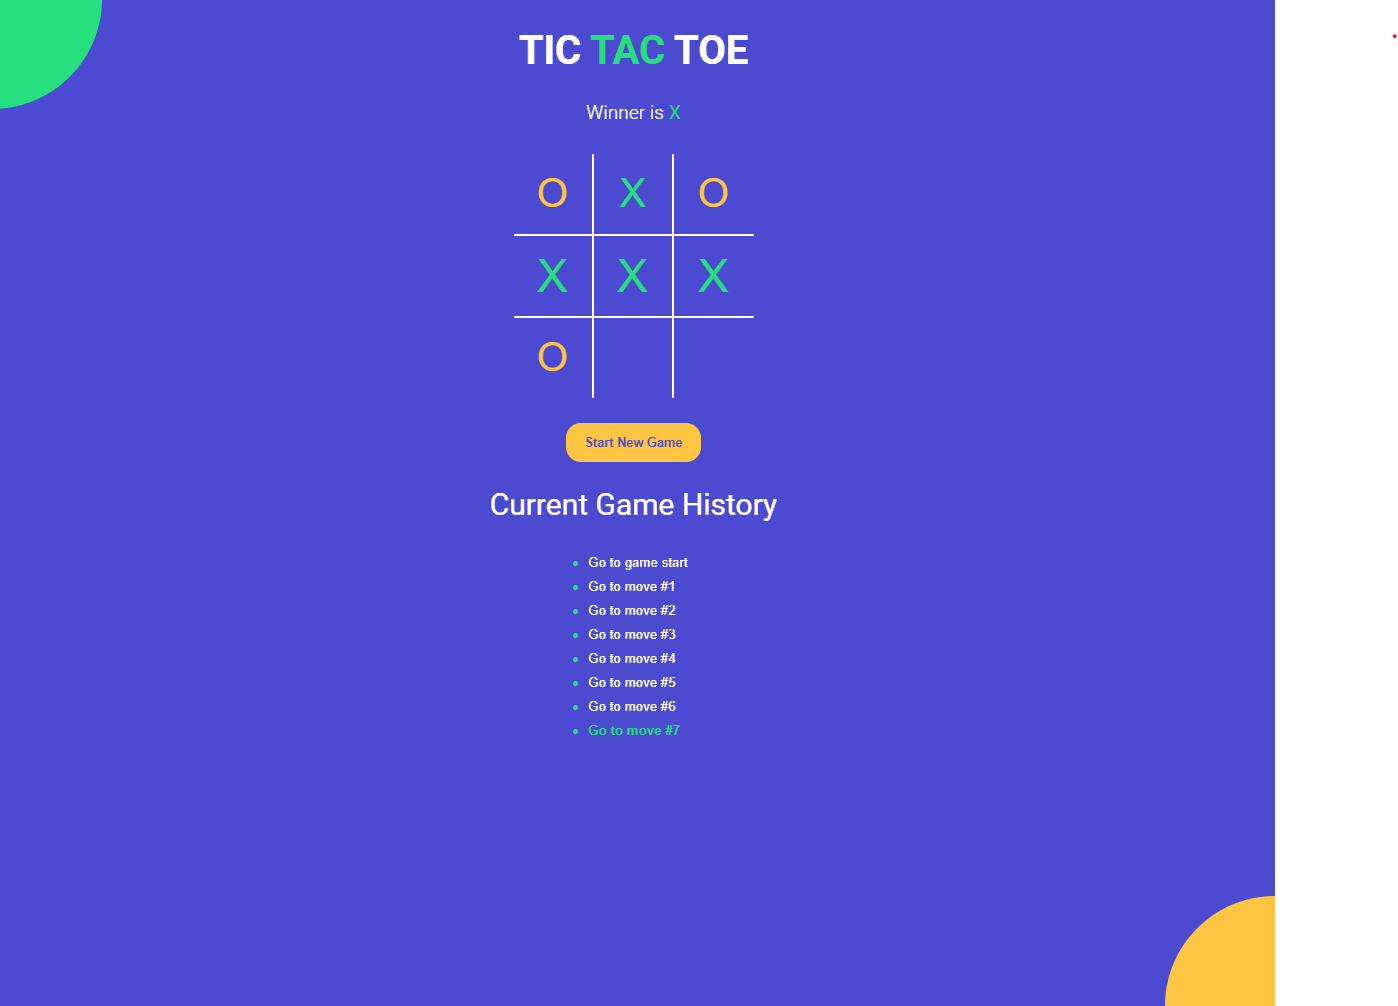 TIC TAC TOE
Winner is X
O X O
X X X
O
Start New Game
Current Game History
Go to game start
Go to move #1
Go to move #2
Go to move #3
Go to move #4
Go to move #5
Go to move #6
Go to move #7